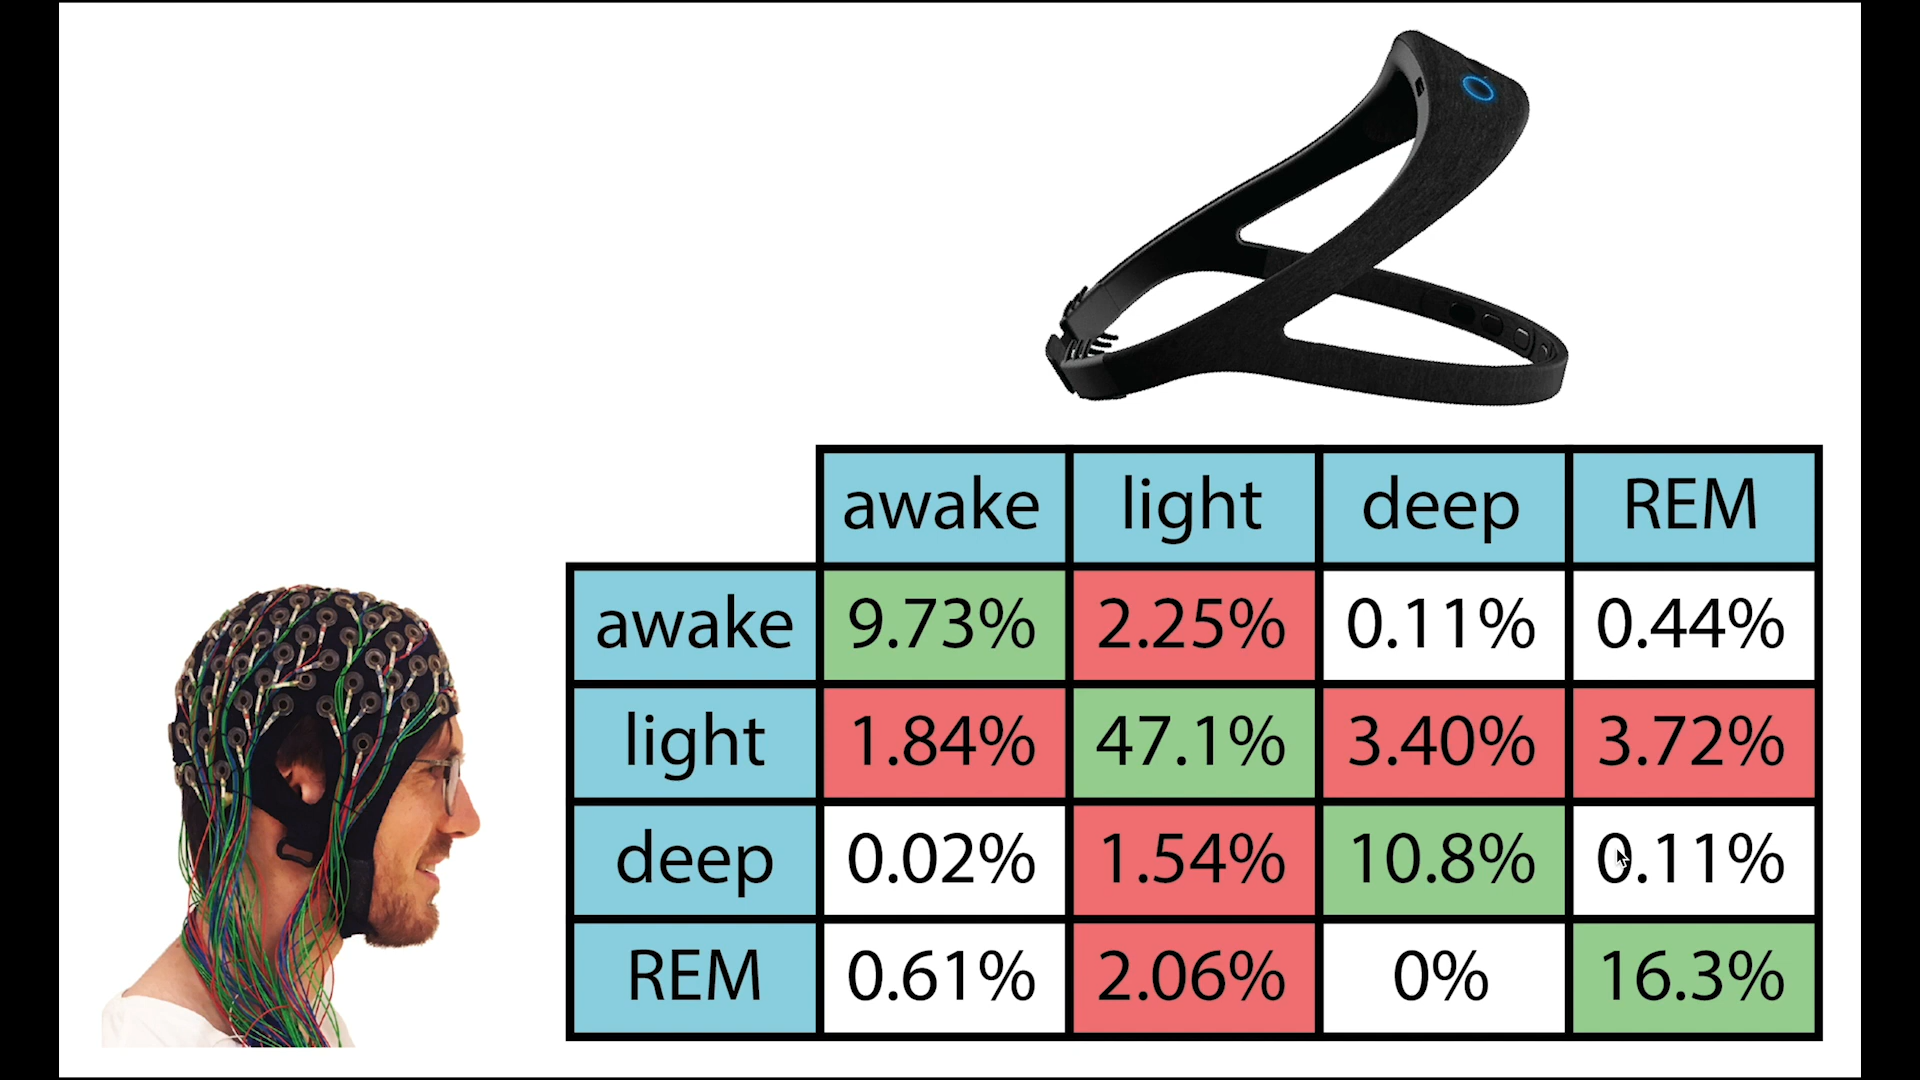 awake light deep REM
awake 9.73% 2.25% 0.11% 0.44%
light 1.84% 47.1% 3.40% 3.72%
deep 0.02% 1.54% 10.8% 0.11%
REM 0.61% 2.06% 0% 16.3%